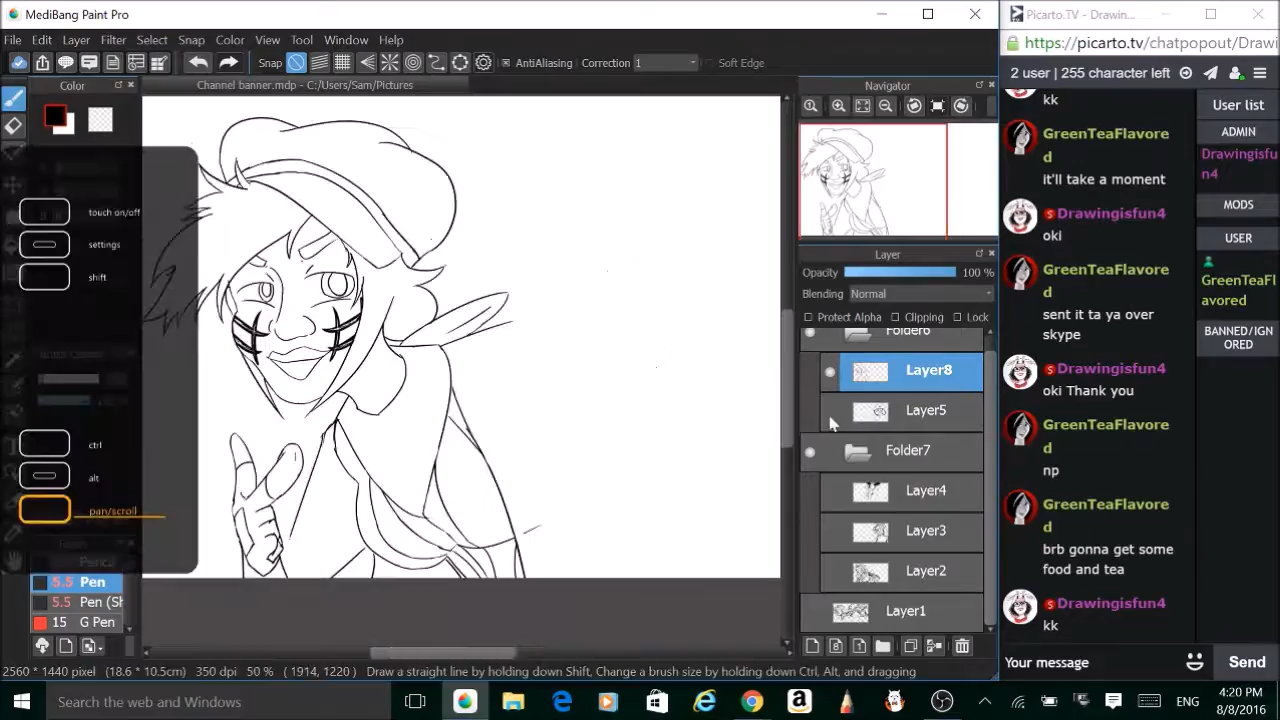 MediBang Paint Pro
File Edit Layer Filter Select Snap Color View Tool Window Help
Snap AntiAliasing Correction 1 Soft Edge
Color
Channel banner.mdp - C:/Users/Sam/Pictures
touch on/off
settings
shift
ctrl
alt
pan/scroll
5.5 Pen
5.5 Pen (Sh
15 G Pen
Navigator
Layer
Opacity 100 %
Blending Normal
Protect Alpha Clipping Lock
Folder6
Layer8
Layer5
Folder7
Layer4
Layer3
Layer2
Layer1
2560 * 1440 pixel (18.6 * 10.5cm) 350 dpi 50 % ( 1914, 1220 ) Draw a straight line by holding down Shift, Change a brush size by holding down Ctrl, Alt, and dragging
Picarto.TV - Drawin...
https://picarto.tv/chatpopout/Drawi
2 user | 255 character left
kk
GreenTeaFlavore
d
it'll take a moment
Drawingisfun4
oki
GreenTeaFlavore
d
sent it ta ya over
skype
Drawingisfun4
oki Thank you
GreenTeaFlavore
d
np
GreenTeaFlavore
d
brb gonna get some
food and tea
Drawingisfun4
kk
User list
ADMIN
Drawingisfu
n4
MODS
USER
GreenTeaFl
avored
BANNED/IGN
ORED
Your message
Send
Search the web and Windows
ENG
4:20 PM
8/8/2016